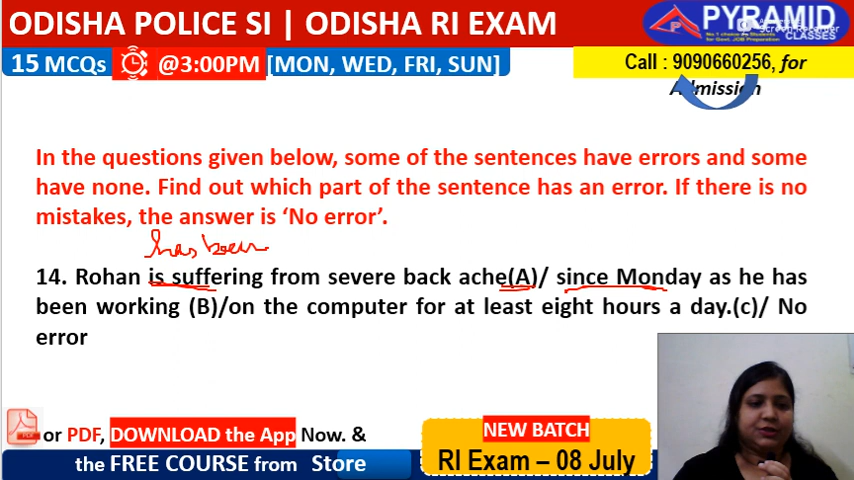 ODISHA POLICE SI | ODISHA RI EXAM
PYRAMID
CLASSES
15 MCQs @3:00PM [MON, WED, FRI, SUN]
Call : 9090660256, for
Admission
In the questions given below, some of the sentences have errors and some
have none. Find out which part of the sentence has an error. If there is no
mistakes, the answer is ‘No error’.
has been
14. Rohan is suffering from severe back ache(A)/ since Monday as he has
been working (B)/on the computer for at least eight hours a day.(c)/ No
error
or PDF, DOWNLOAD the App Now. &
the FREE COURSE from Store
NEW BATCH
RI Exam – 08 July